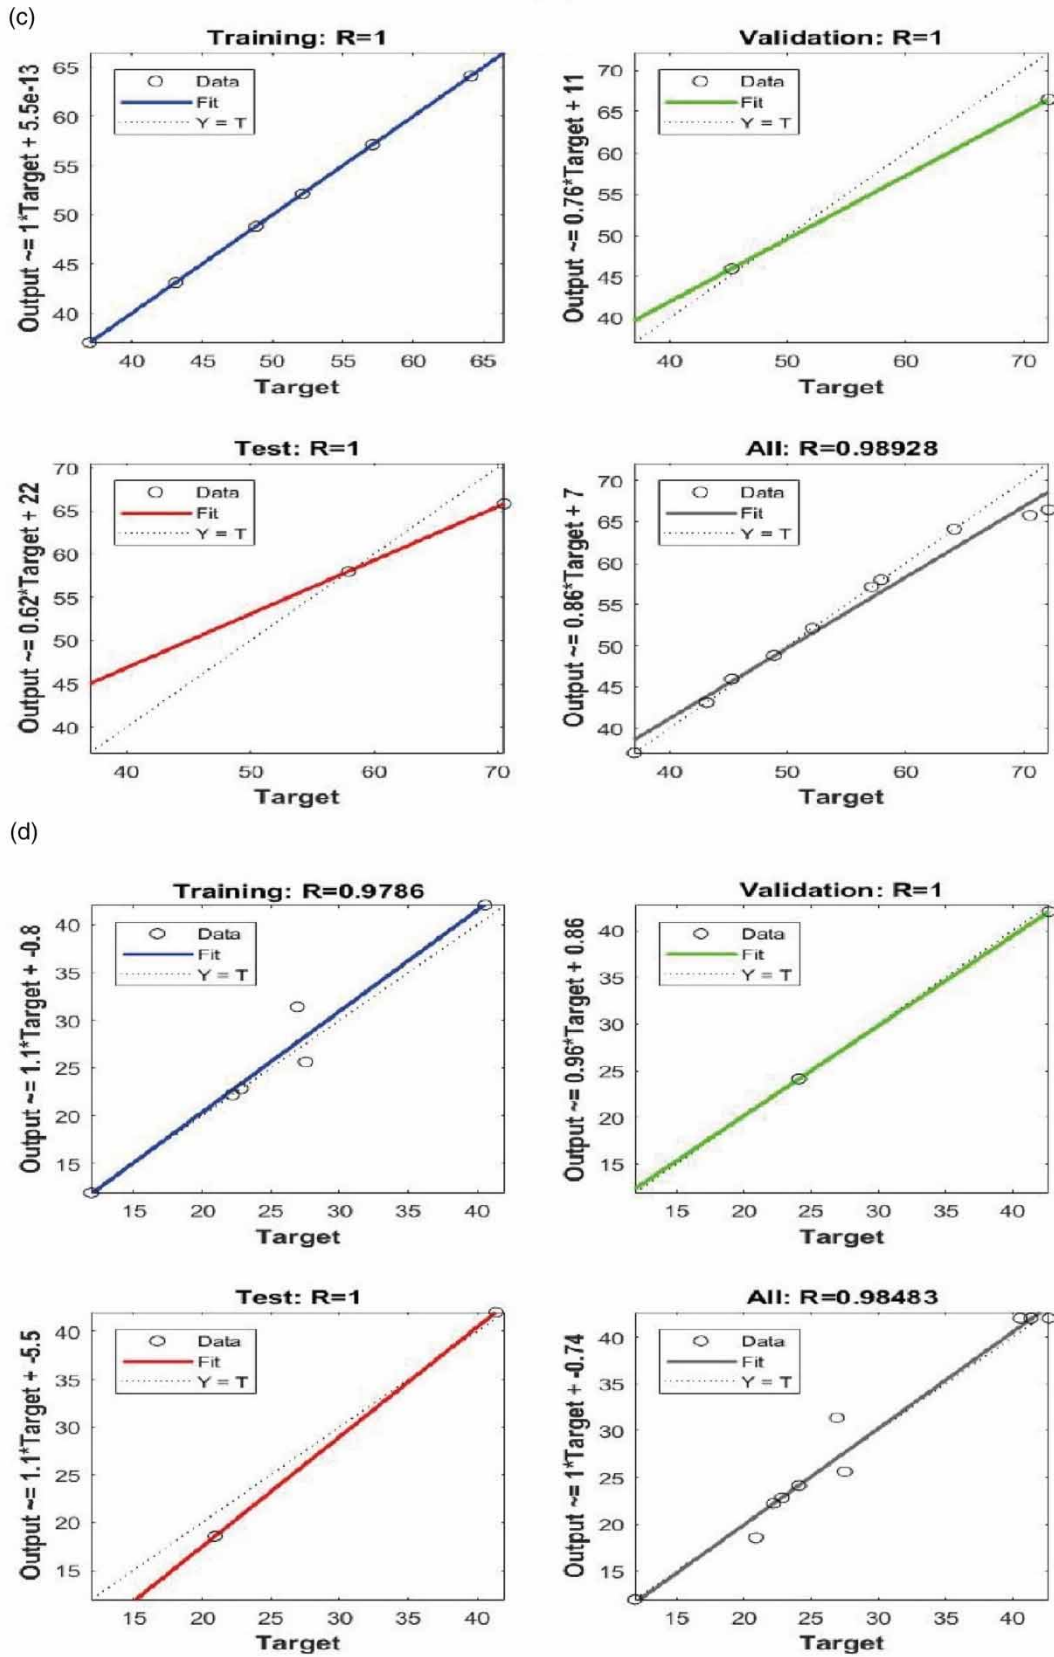 (c)
Training: R=1
Output ~= 1*Target + 5.5e-13
Data
Fit
Y = T
65
60
55
50
45
40
40 45 50 55 60 65
Target
Validation: R=1
Output ~= 0.76*Target + 11
Data
Fit
Y = T
70
65
60
55
50
45
40
40 50 60 70
Target
Test: R=1
Output ~= 0.62*Target + 22
Data
Fit
Y = T
70
65
60
55
50
45
40
40 50 60 70
Target
All: R=0.98928
Output ~= 0.86*Target + 7
Data
Fit
Y = T
70
65
60
55
50
45
40
40 50 60 70
Target
(d)
Training: R=0.9786
Output ~= 1.1*Target + -0.8
Data
Fit
Y = T
40
35
30
25
20
15
15 20 25 30 35 40
Target
Validation: R=1
Output ~= 0.96*Target + 0.86
Data
Fit
Y = T
40
35
30
25
20
15
15 20 25 30 35 40
Target
Test: R=1
Output ~= 1.1*Target + -5.5
Data
Fit
Y = T
40
35
30
25
20
15
15 20 25 30 35 40
Target
All: R=0.98483
Output ~= 1*Target + -0.74
Data
Fit
Y = T
40
35
30
25
20
15
15 20 25 30 35 40
Target